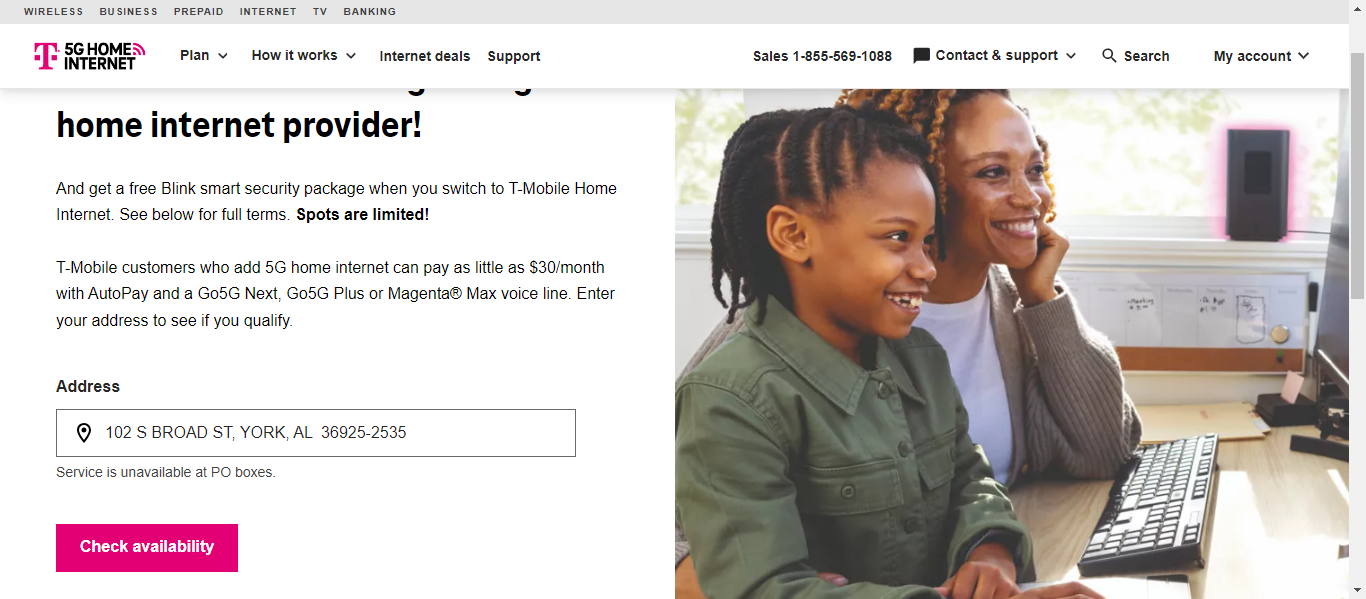 WIRELESS BUSINESS PREPAID INTERNET TV BANKING
T 5G HOME INTERNET
Plan How it works Internet deals Support Sales 1-855-569-1088 Contact & support Search My account
home internet provider!
And get a free Blink smart security package when you switch to T-Mobile Home
Internet. See below for full terms. Spots are limited!
T-Mobile customers who add 5G home internet can pay as little as $30/month
with AutoPay and a Go5G Next, Go5G Plus or Magenta® Max voice line. Enter
your address to see if you qualify.
Address
102 S BROAD ST, YORK, AL 36925-2535
Service is unavailable at PO boxes.
Check availability